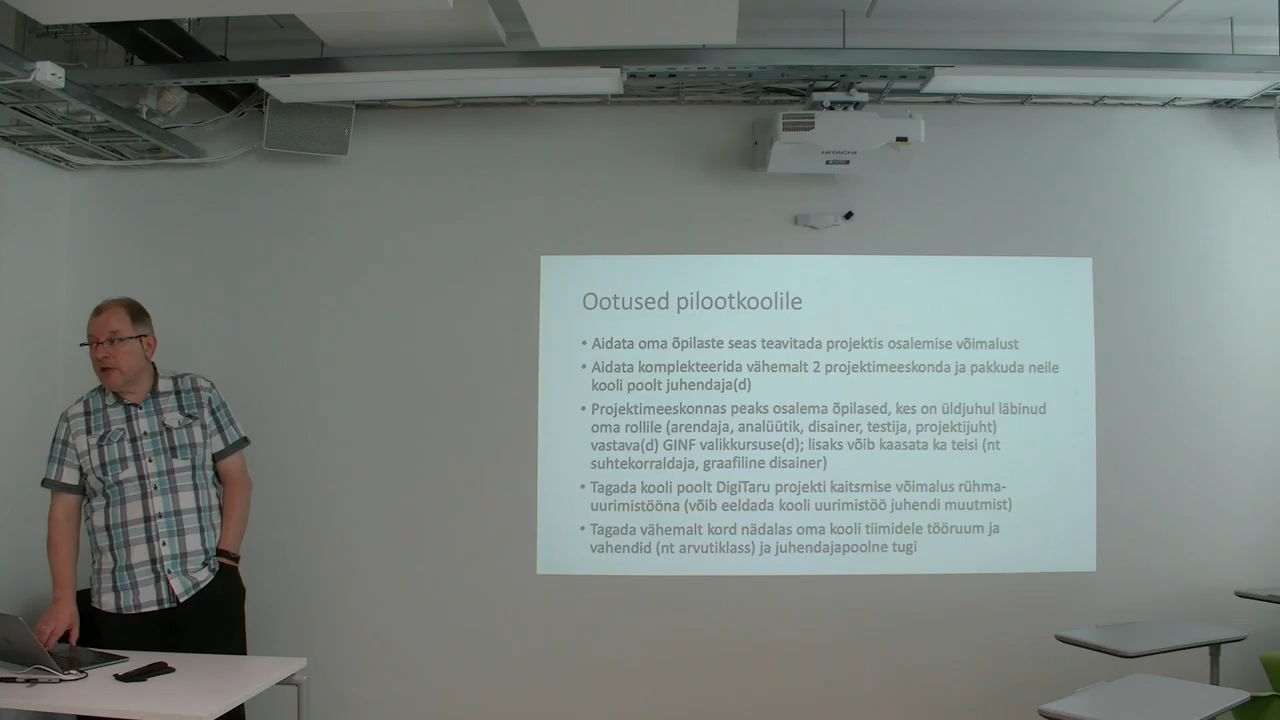 HITACHI
Ootused pilootkoolile
• Aidata oma õpilaste seas teavitada projektis osalemise võimalust
• Aidata komplekteerida vähemalt 2 projektimeeskonda ja pakkuda neile
kooli poolt juhendaja(d)
• Projektimeeskonnas peaks osalema õpilased, kes on üldjuhul läbinud
oma rollile (arendaja, analüütik, disainer, testija, projektijuht)
vastava(d) GINF valikkursuse(d); lisaks võib kaasata ka teisi (nt
suhtekorraldaja, graafiline disainer)
• Tagada kooli poolt DigiTaru projekti kaitsmise võimalus rühma-
uurimistööna (võib eeldada kooli uurimistöö juhendi muutmist)
• Tagada vähemalt kord nädalas oma kooli tiimidele tööruum ja
vahendid (nt arvutiklass) ja juhendajapoolne tugi